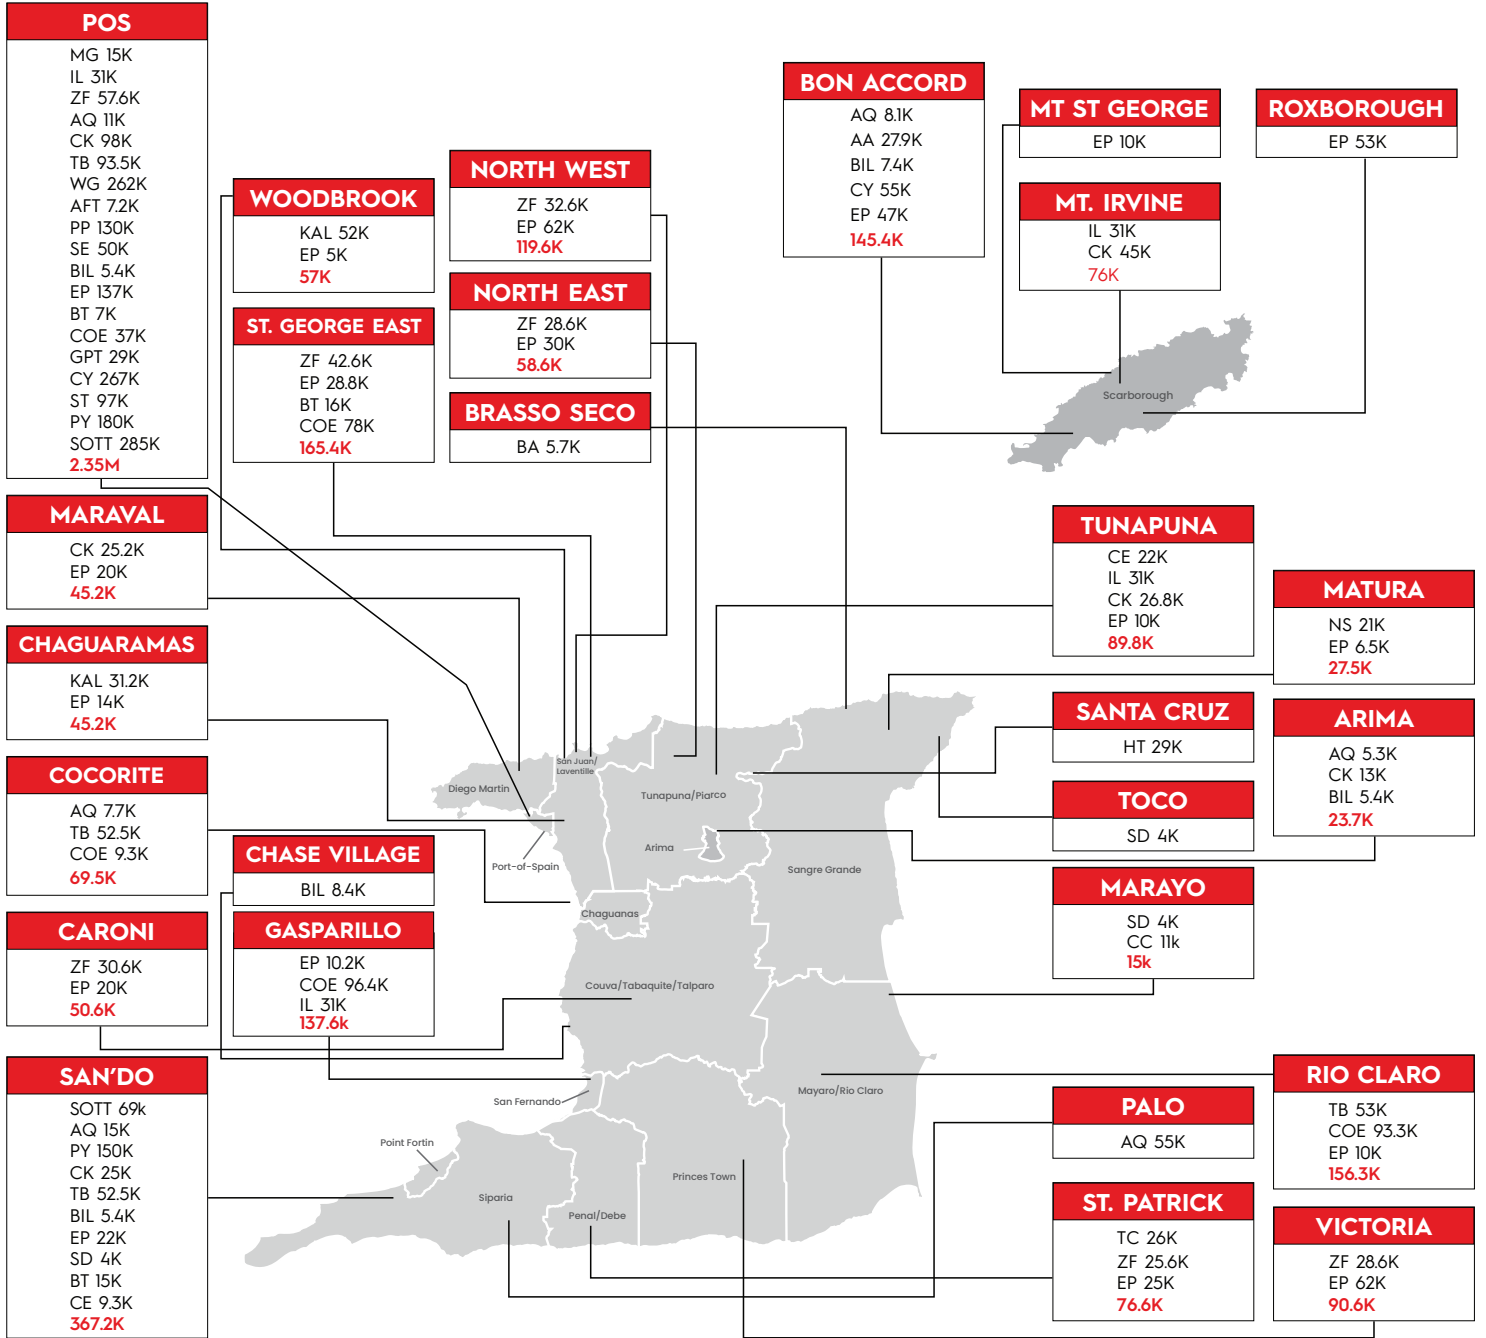 POS
MG 15K
IL 31K
ZF 57.6K
AQ 11K
CK 98K
TB 93.5K
WG 262K
AFT 7.2K
PP 130K
SE 50K
BIL 5.4K
EP 137K
BT 7K
COE 37K
GPT 29K
CY 267K
ST 97K
PY 180K
SOTT 285K
2.35M
MARAVAL
CK 25.2K
EP 20K
45.2K
CHAGUARAMAS
KAL 31.2K
EP 14K
45.2K
COCORITE
AQ 7.7K
TB 52.5K
COE 9.3K
69.5K
CARONI
ZF 30.6K
EP 20K
50.6K
SAN'DO
SOTT 69k
AQ 15K
PY 150K
CK 25K
TB 52.5K
BIL 5.4K
EP 22K
SD 4K
BT 15K
CE 9.3K
367.2K
WOODBROOK
KAL 52K
EP 5K
57K
ST. GEORGE EAST
ZF 42.6K
EP 28.8K
BT 16K
COE 78K
165.4K
CHASE VILLAGE
BIL 8.4K
GASPARILLO
EP 10.2K
COE 96.4K
IL 31K
137.6k
NORTH WEST
ZF 32.6K
EP 62K
119.6K
NORTH EAST
ZF 28.6K
EP 30K
58.6K
BRASSO SECO
BA 5.7K
BON ACCORD
AQ 8.1K
AA 27.9K
BIL 7.4K
CY 55K
EP 47K
145.4K
MT ST GEORGE
EP 10K
MT. IRVINE
IL 31K
CK 45K
76K
ROXBOROUGH
EP 53K
Scarborough
TUNAPUNA
CE 22K
IL 31K
CK 26.8K
EP 10K
89.8K
MATURA
NS 21K
EP 6.5K
27.5K
SANTA CRUZ
HT 29K
ARIMA
AQ 5.3K
CK 13K
BIL 5.4K
23.7K
TOCO
SD 4K
MARAYO
SD 4K
CC 11k
15k
RIO CLARO
TB 53K
COE 93.3K
EP 10K
156.3K
PALO
AQ 55K
ST. PATRICK
TC 26K
ZF 25.6K
EP 25K
76.6K
VICTORIA
ZF 28.6K
EP 62K
90.6K
San Juan/
Laventille
Diego Martin
Tunapuna/Piarco
Arima
Port-of-Spain
Sangre Grande
Chaguanas
Couva/Tabaquite/Talparo
San Fernando
Mayaro/Rio Claro
Point Fortin
Princes Town
Siparia
Penal/Debe